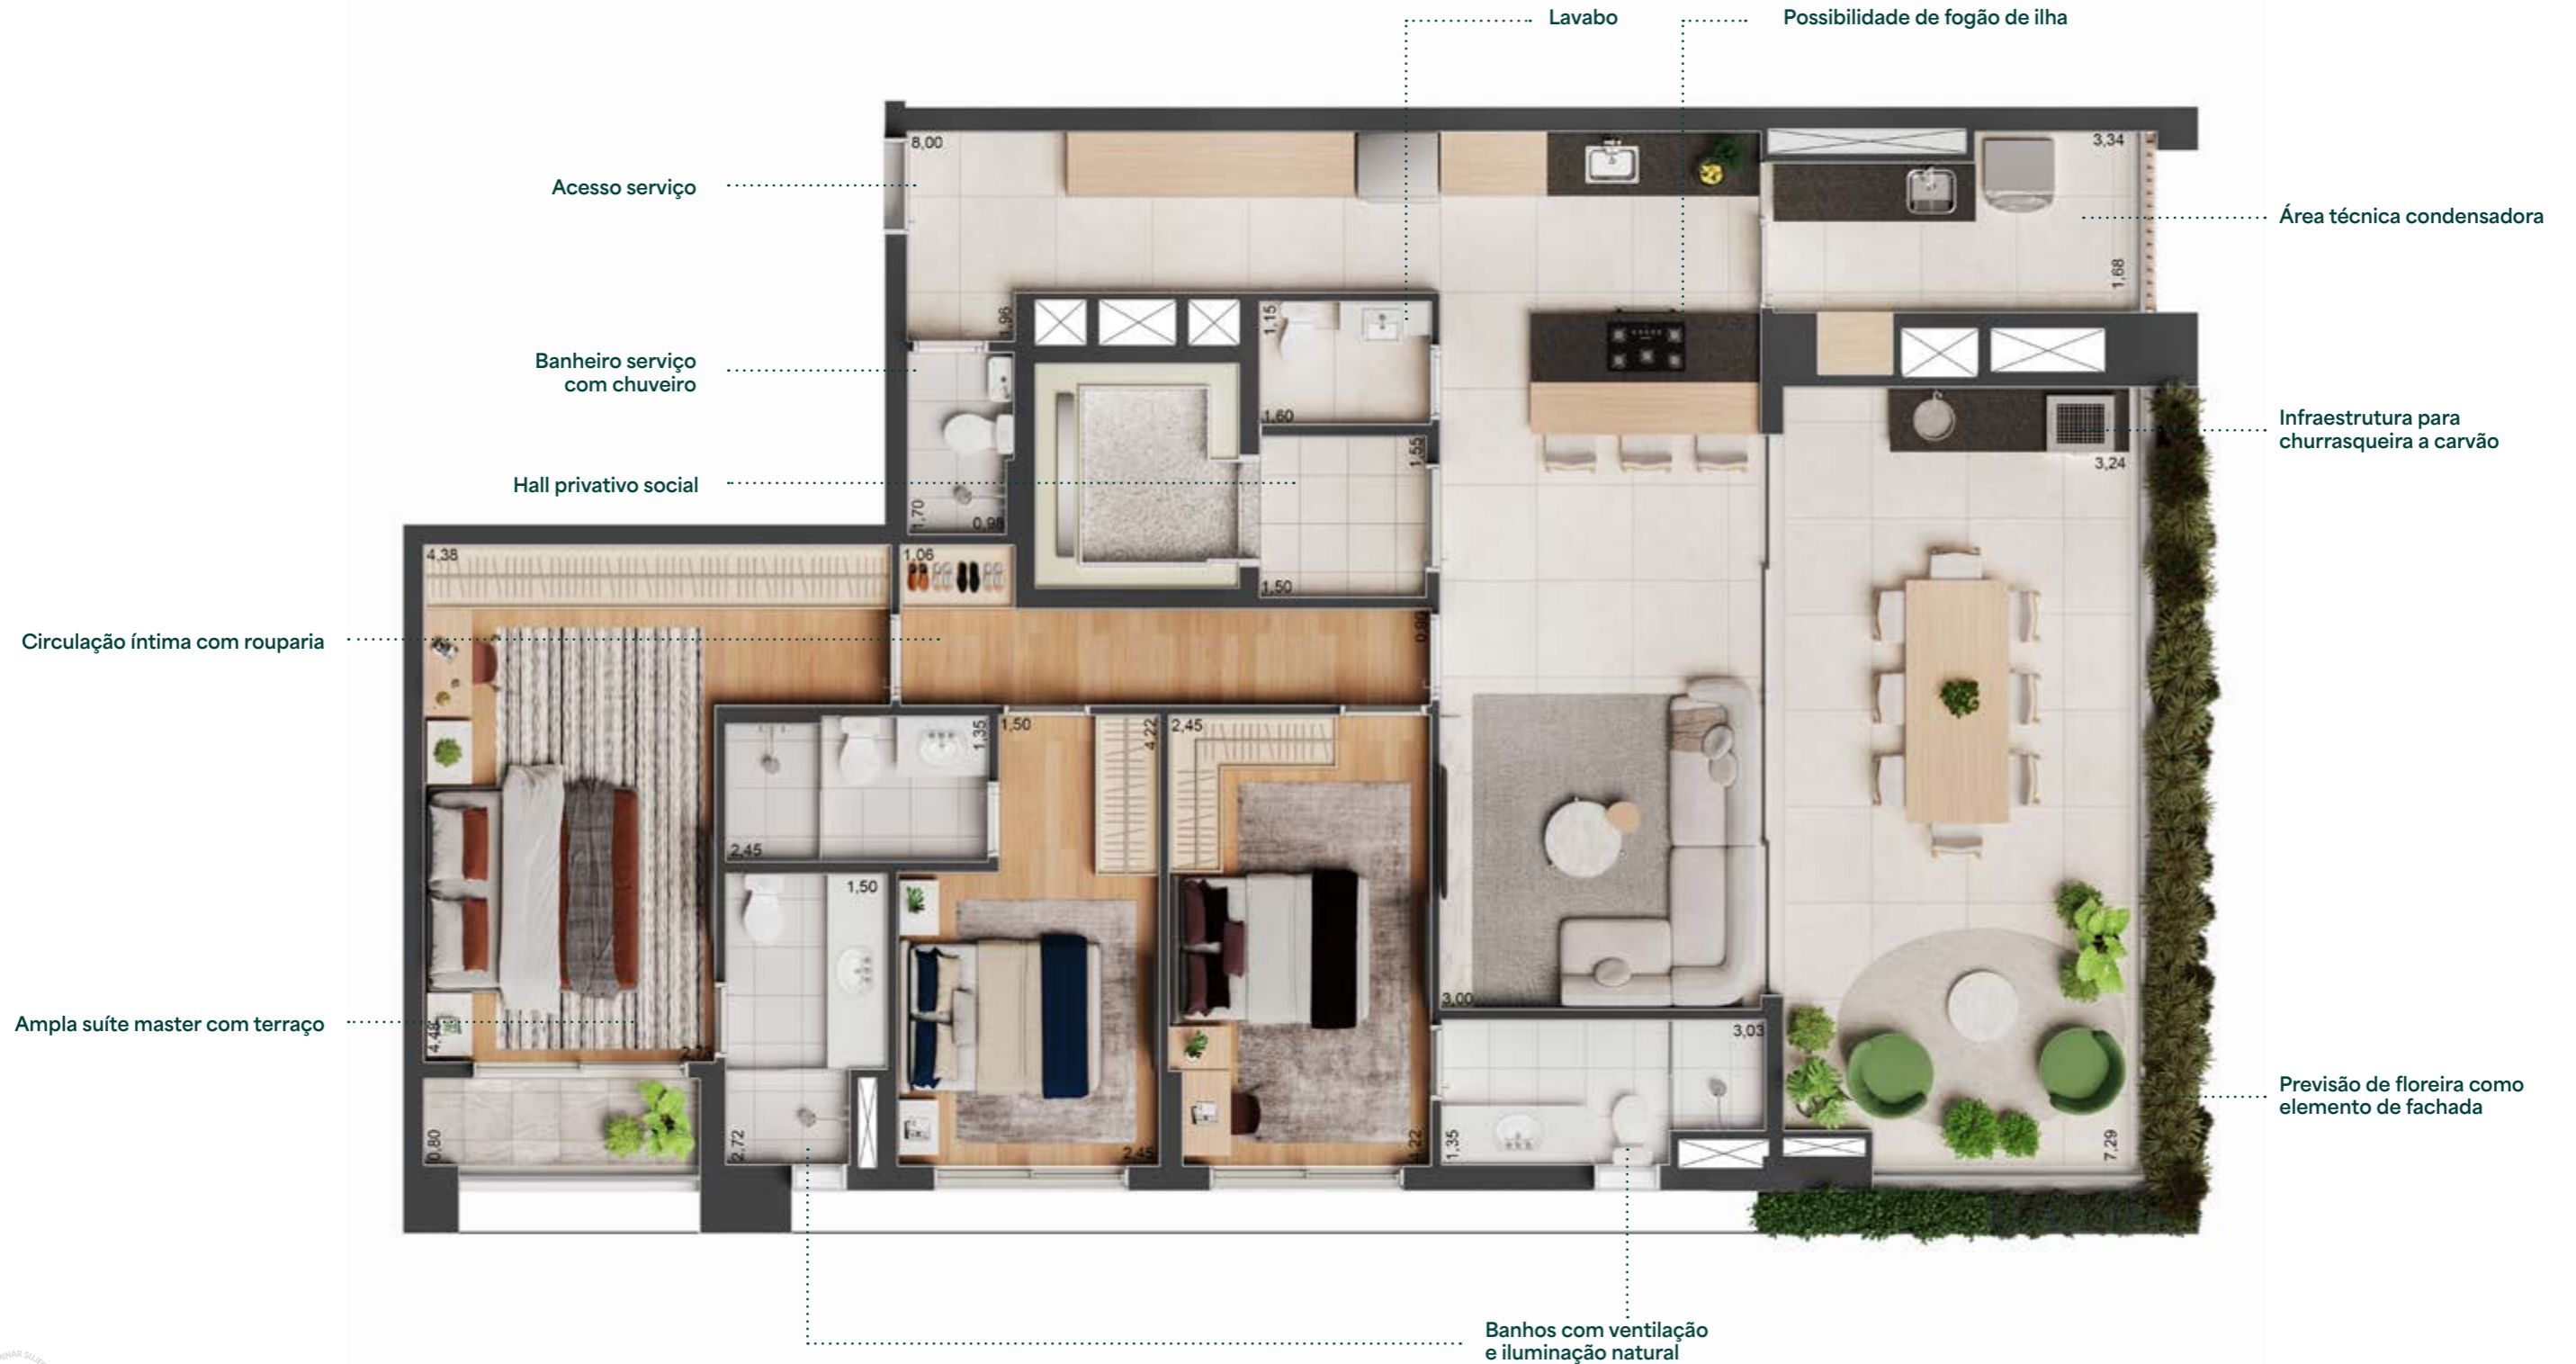 Lavabo
Possibilidade de fogão de ilha
8,00
3,34
Acesso serviço
Área técnica condensadora
1,68
1,96
1,15
Banheiro serviço
com chuveiro
1,60
Infraestrutura para
churrasqueira a carvão
1,55
3,24
Hall privativo social
1,70
0,98
4,38
1,06
1,50
Circulação íntima com rouparia
1,35
1,50
4,22
2,45
2,45
1,50
3,00
Ampla suíte master com terraço
4,48
3,03
Previsão de floreira como
elemento de fachada
0,80
2,72
2,45
4,22
1,35
7,29
Banhos com ventilação
e iluminação natural